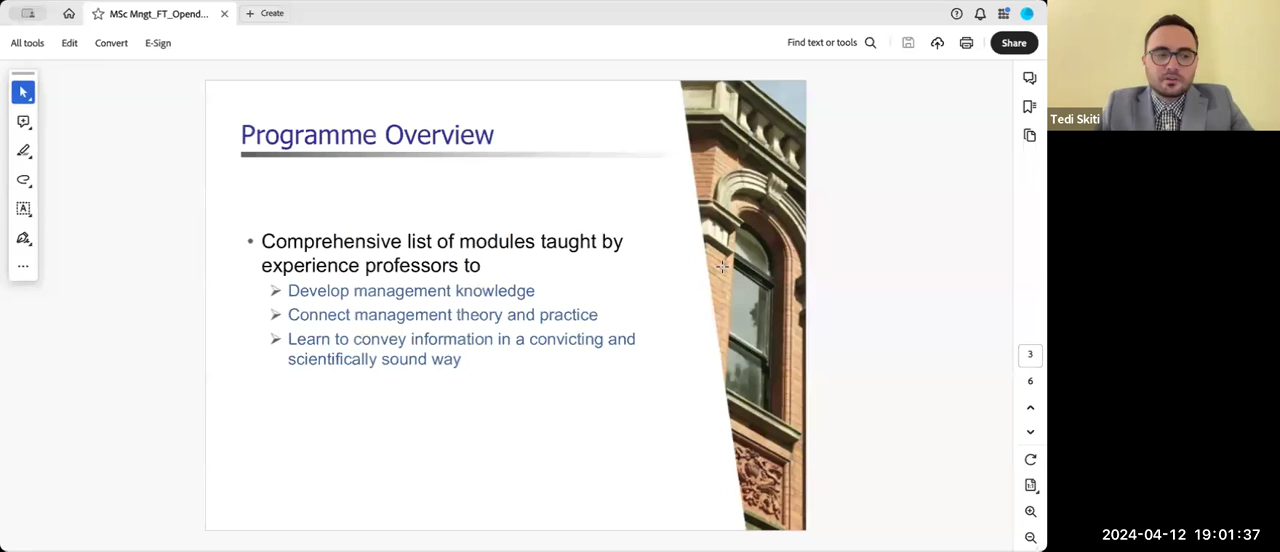 MSc Mngt_FT_Opend...
Create
All tools
Edit
Convert
E-Sign
Find text or tools
Share
Tedi Skiti
Programme Overview
• Comprehensive list of modules taught by
experience professors to
➢ Develop management knowledge
➢ Connect management theory and practice
➢ Learn to convey information in a convicting and
scientifically sound way
3
6
1:1
2024-04-12 19:01:37